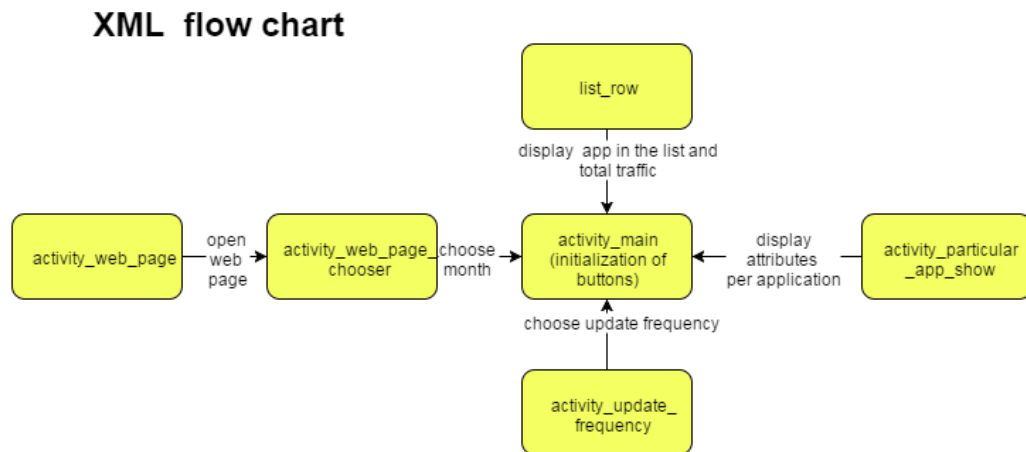 XML flow chart
list_row
display app in the list and
total traffic
activity_web_page
open
web
page
activity_web_page_
chooser
choose
month
activity_main
(initialization of
buttons)
display
attributes
per application
activity_particular
_app_show
choose update frequency
activity_update_
frequency